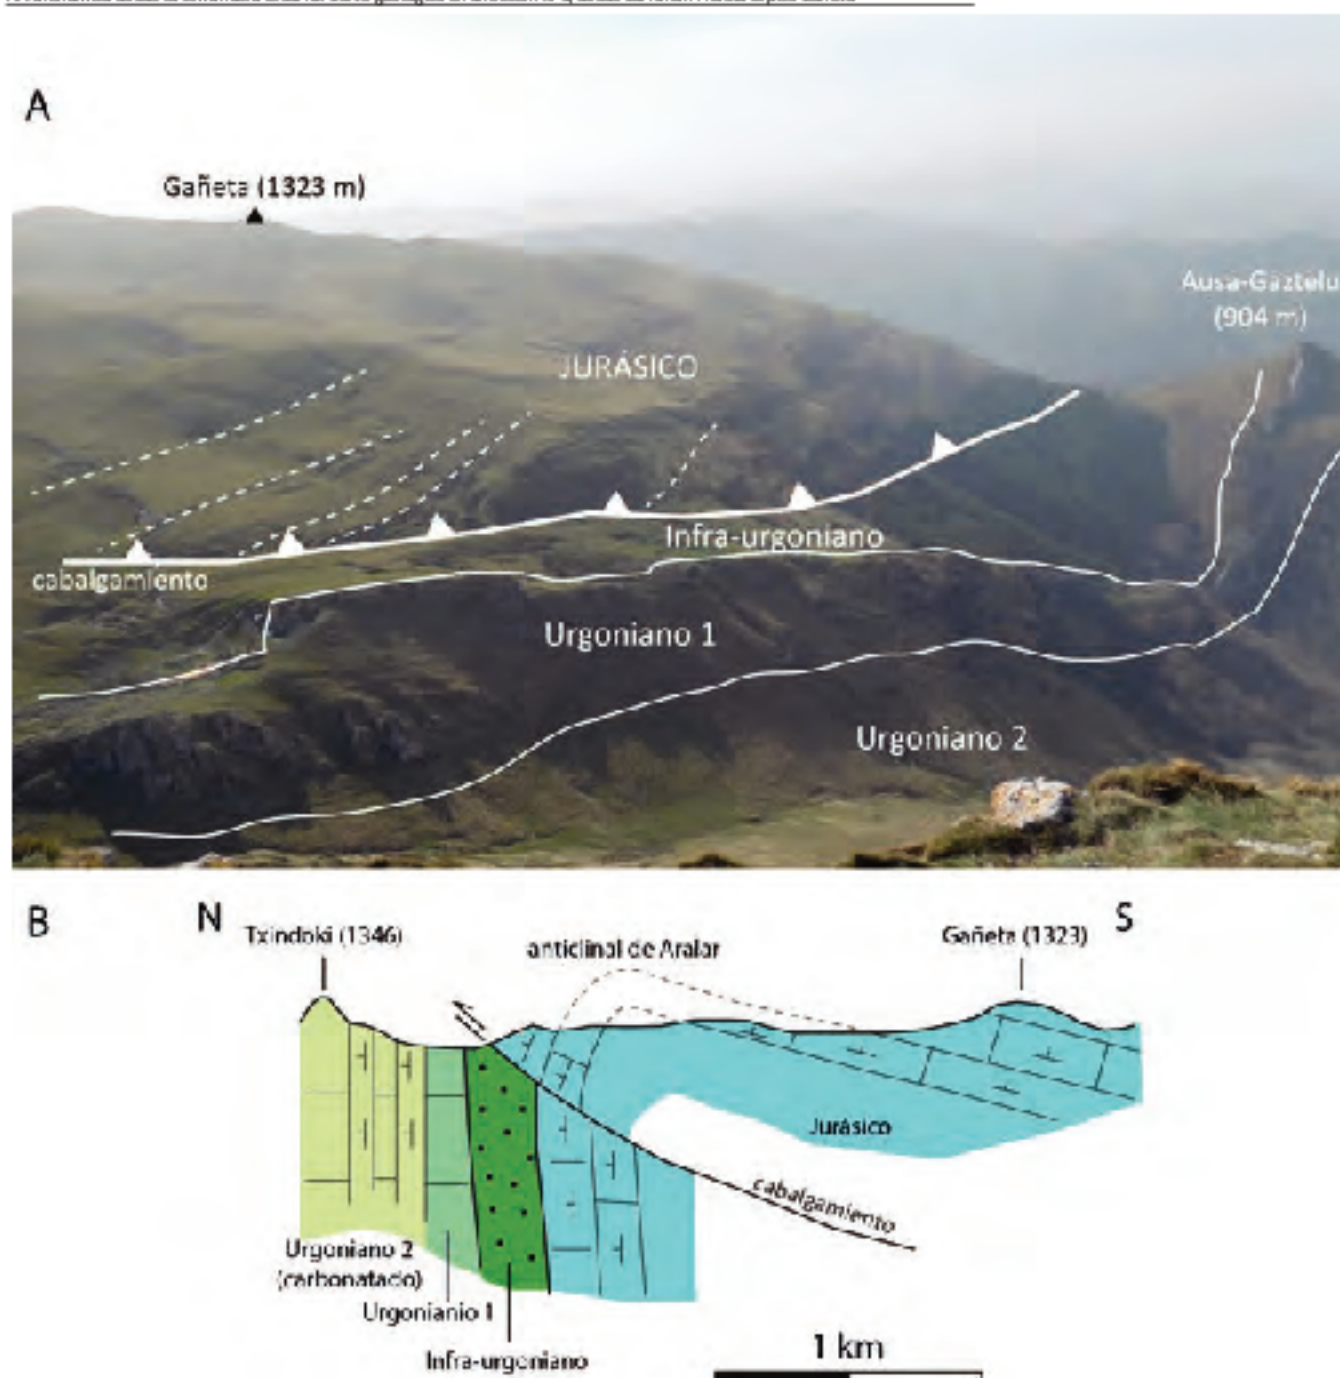 A
Gañeta (1323 m)
Ausa-Gaztelu
(904 m)
JURÁSICO
Infra-urgoniano
cabalgamiento
Urgoniano 1
Urgoniano 2
B
N
S
Txindoki (1346)
anticlinal de Aralar
Gañeta (1323)
Jurásico
cabalgamiento
Urgoniano 2
(carbonatado)
Urgonianio 1
Infra-urgoniano
1 km